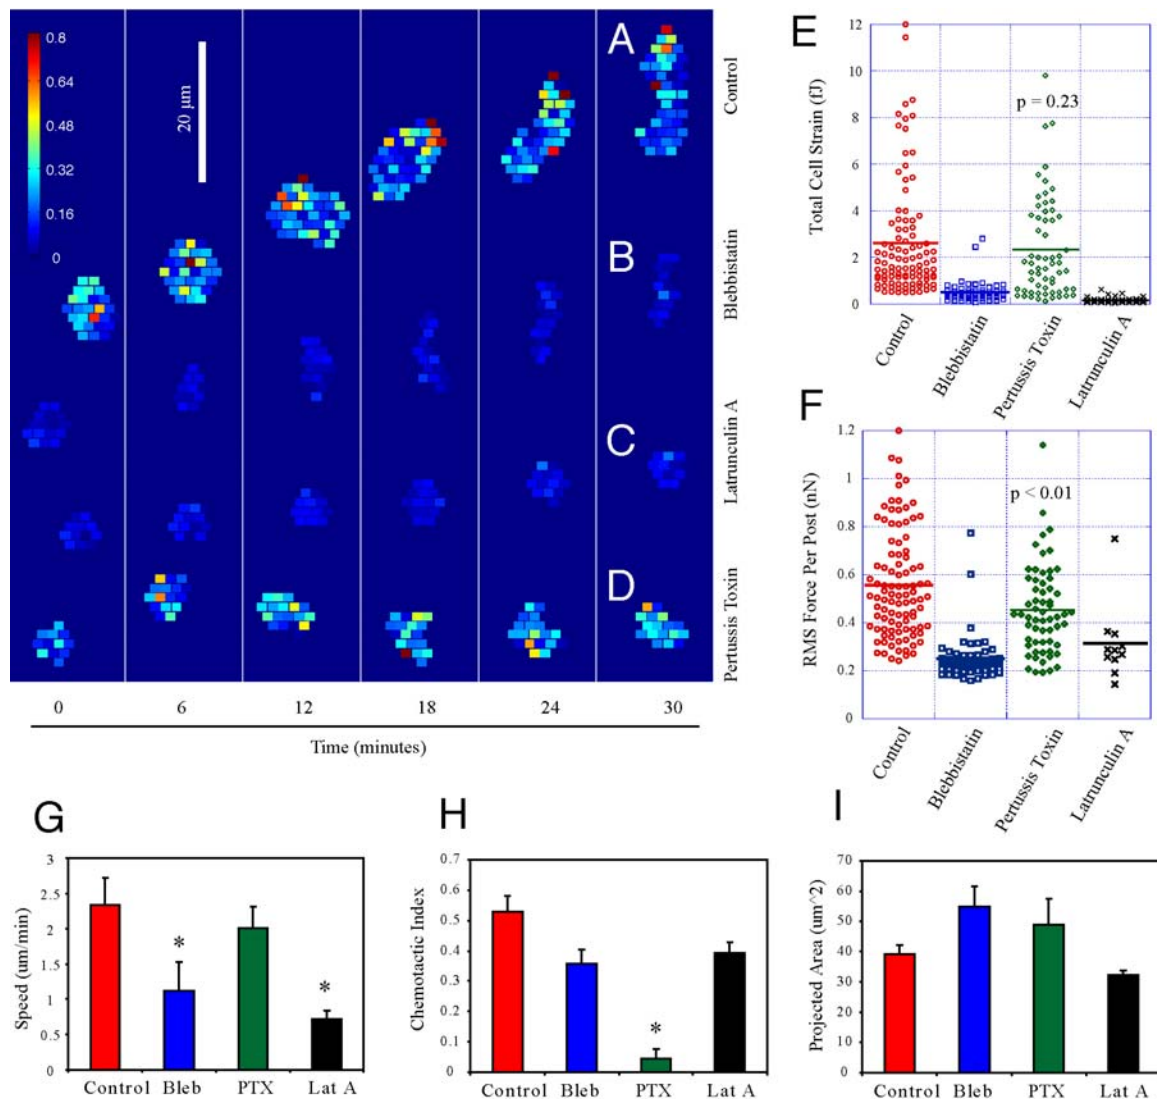 A
Control
0.8
0.64
0.48
0.32
0.16
0
20 μm
B
Blebbistatin
C
Latrunculin A
D
Pertussis Toxin
0 6 12 18 24 30
Time (minutes)
E
Total Cell Strain (fJ)
12
12
8
6
4
2
0
p = 0.23
Control
Blebbistatin
Pertussis Toxin
Latrunculin A
F
RMS Force Per Post (nN)
1.2
1
0.8
0.6
0.4
0.2
0
p < 0.01
Control
Blebbistatin
Pertussis Toxin
Latrunculin A
G
Speed (um/min)
3
2.5
2
1.5
1
0.5
0
*
*
Control Bleb PTX Lat A
H
Chemotactic Index
0.7
0.6
0.5
0.4
0.3
0.2
0.1
0
*
Control Bleb PTX Lat A
I
Projected Area (um^2)
70
60
50
40
30
20
10
0
Control Bleb PTX Lat A